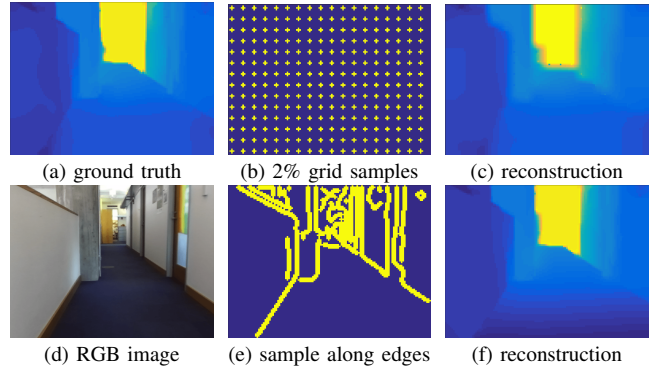 (a) ground truth
(b) 2% grid samples
(c) reconstruction
(d) RGB image
(e) sample along edges
(f) reconstruction